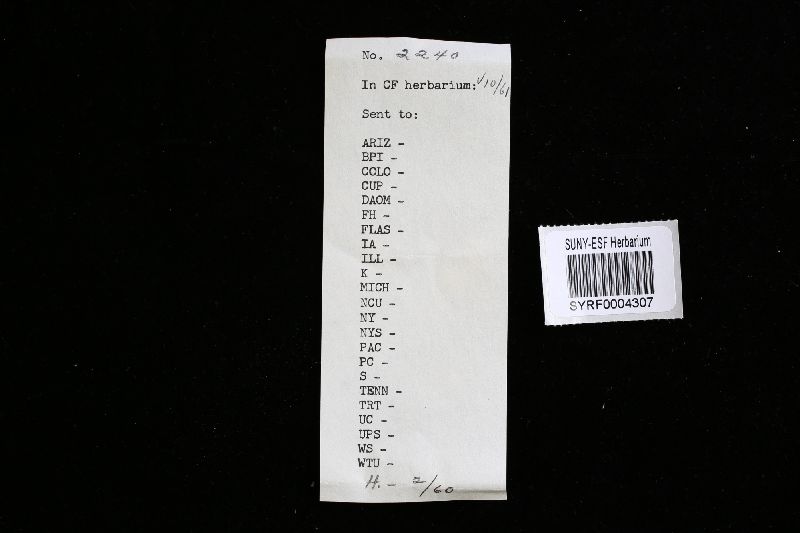 No. 2240
In CF herbarium: √10/61
Sent to:
ARIZ -
BPI -
COLO -
CUP -
DAOM -
FH -
FLAS -
IA -
ILL -
K -
MICH -
NCU -
NY -
NYS -
PAC -
PC -
S -
TENN -
TRT -
UC -
UPS -
WS -
WTU -
H. - 2/60
SUNY-ESF Herbarium
SYRF0004307